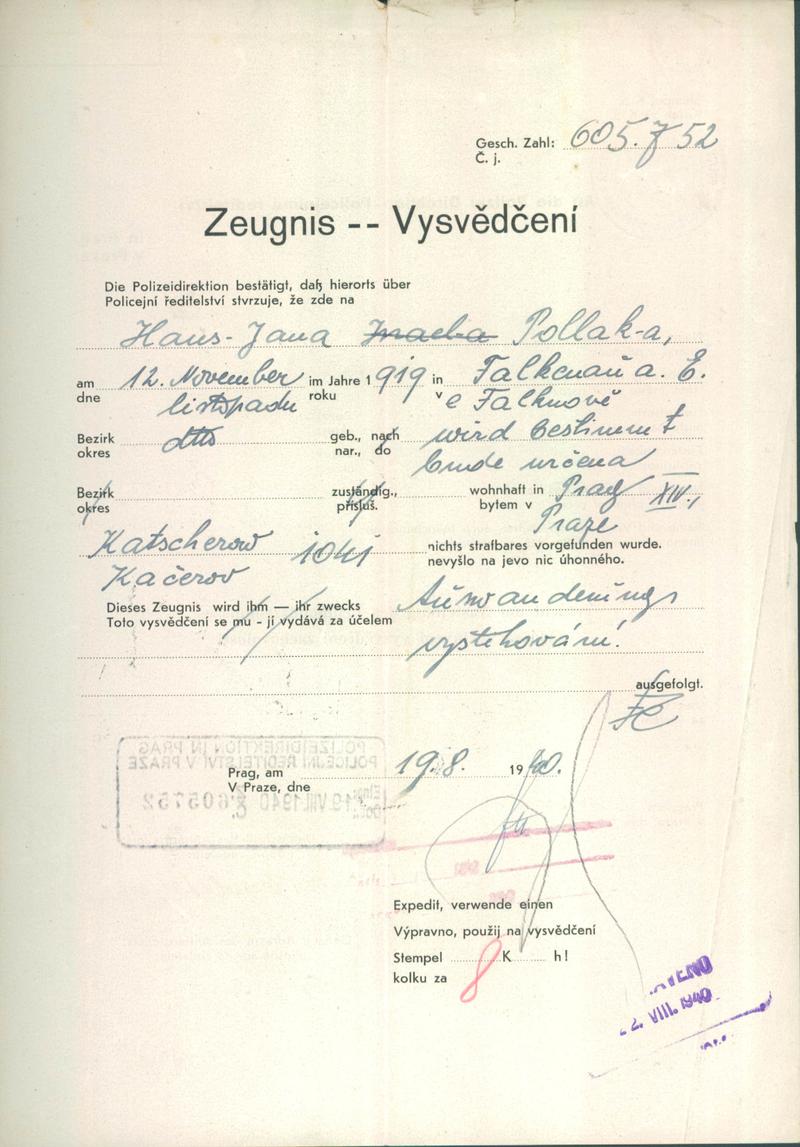 Gesch. Zahl: 605. 7 52
Č. j.
Zeugnis -- Vysvědčení
Die Polizeidirektion bestätigt, daß hierorts über
Policejní ředitelství stvrzuje, že zde na
Hans-Jana Pollak-a,
am 12. November im Jahre 1919 in Falkenau a. E.
dne listopadu roku v e Falknově
Bezirk dtto geb., nach wird bestimmt
okres nar., do bude určena
Bezirk zuständig., wohnhaft in Prag XIV.,
okres přísluš. bytem v Praze
Katscherow 1041 nichts strafbares vorgefunden wurde.
Kačerov nevyšlo na jevo nic úhonného.
Dieses Zeugnis wird ihm — ihr zwecks Auswanderung
Toto vysvědčení se mu - jí vydává za účelem
vystěhování.
ausgefolgt.
POLIZEIDIREKTION IN PRAG
POLICEJNÍ ŘEDITELSTVÍ V PRAZE
19 VIII. 1940
605752
Prag, am 19.8. 1940.
V Praze, dne
Expedit, verwende einen
Výpravno, použij na vysvědčení
Stempel 8 K h!
kolku za
VIII. 1940